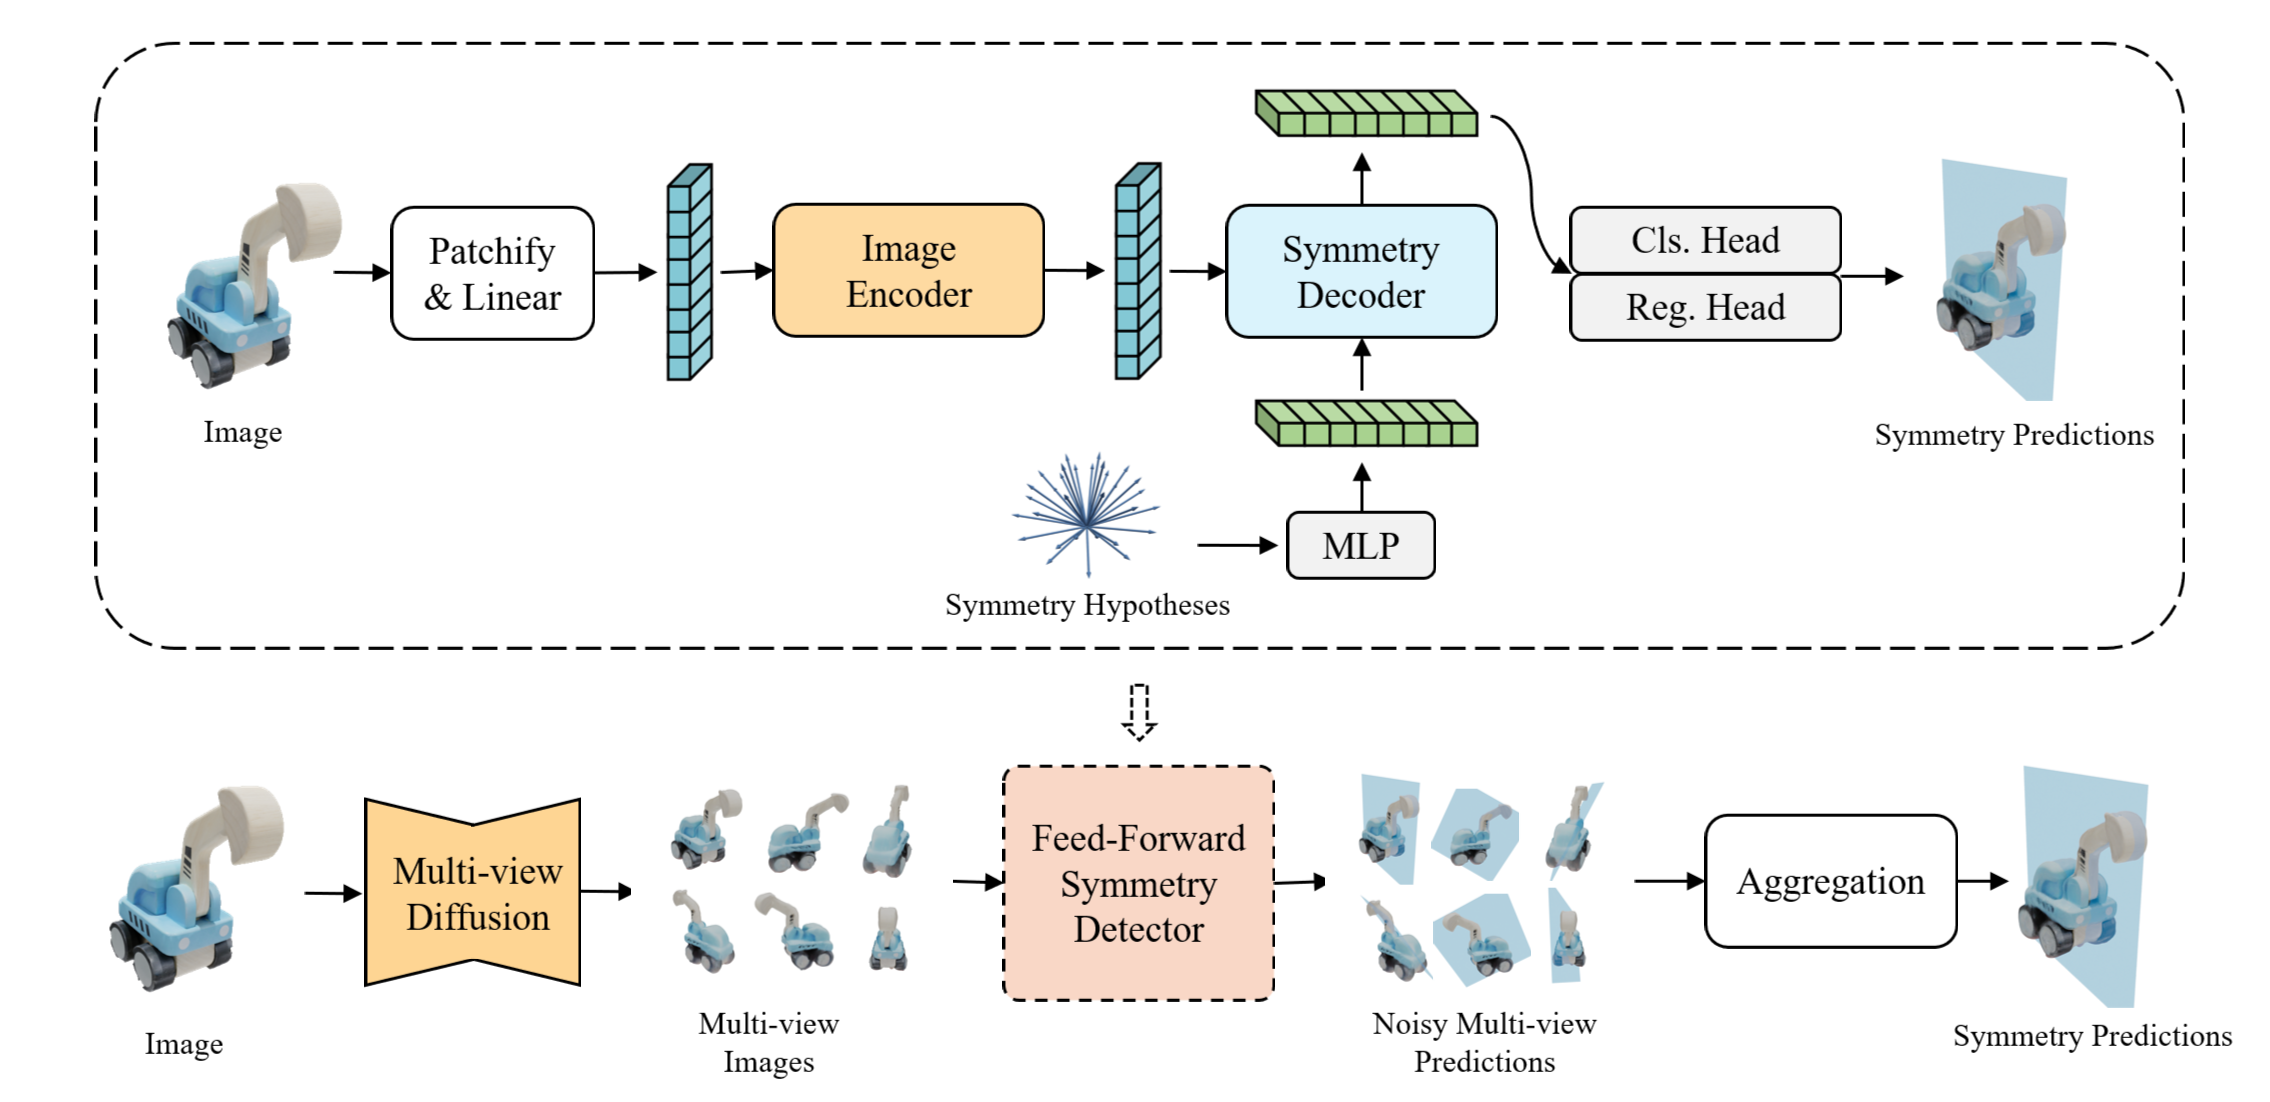 Patchify
& Linear
Image
Encoder
Symmetry
Decoder
Cls. Head
Reg. Head
Image
Symmetry Predictions
MLP
Symmetry Hypotheses
Multi-view
Diffusion
Feed-Forward
Symmetry
Detector
Aggregation
Image
Multi-view
Images
Noisy Multi-view
Predictions
Symmetry Predictions